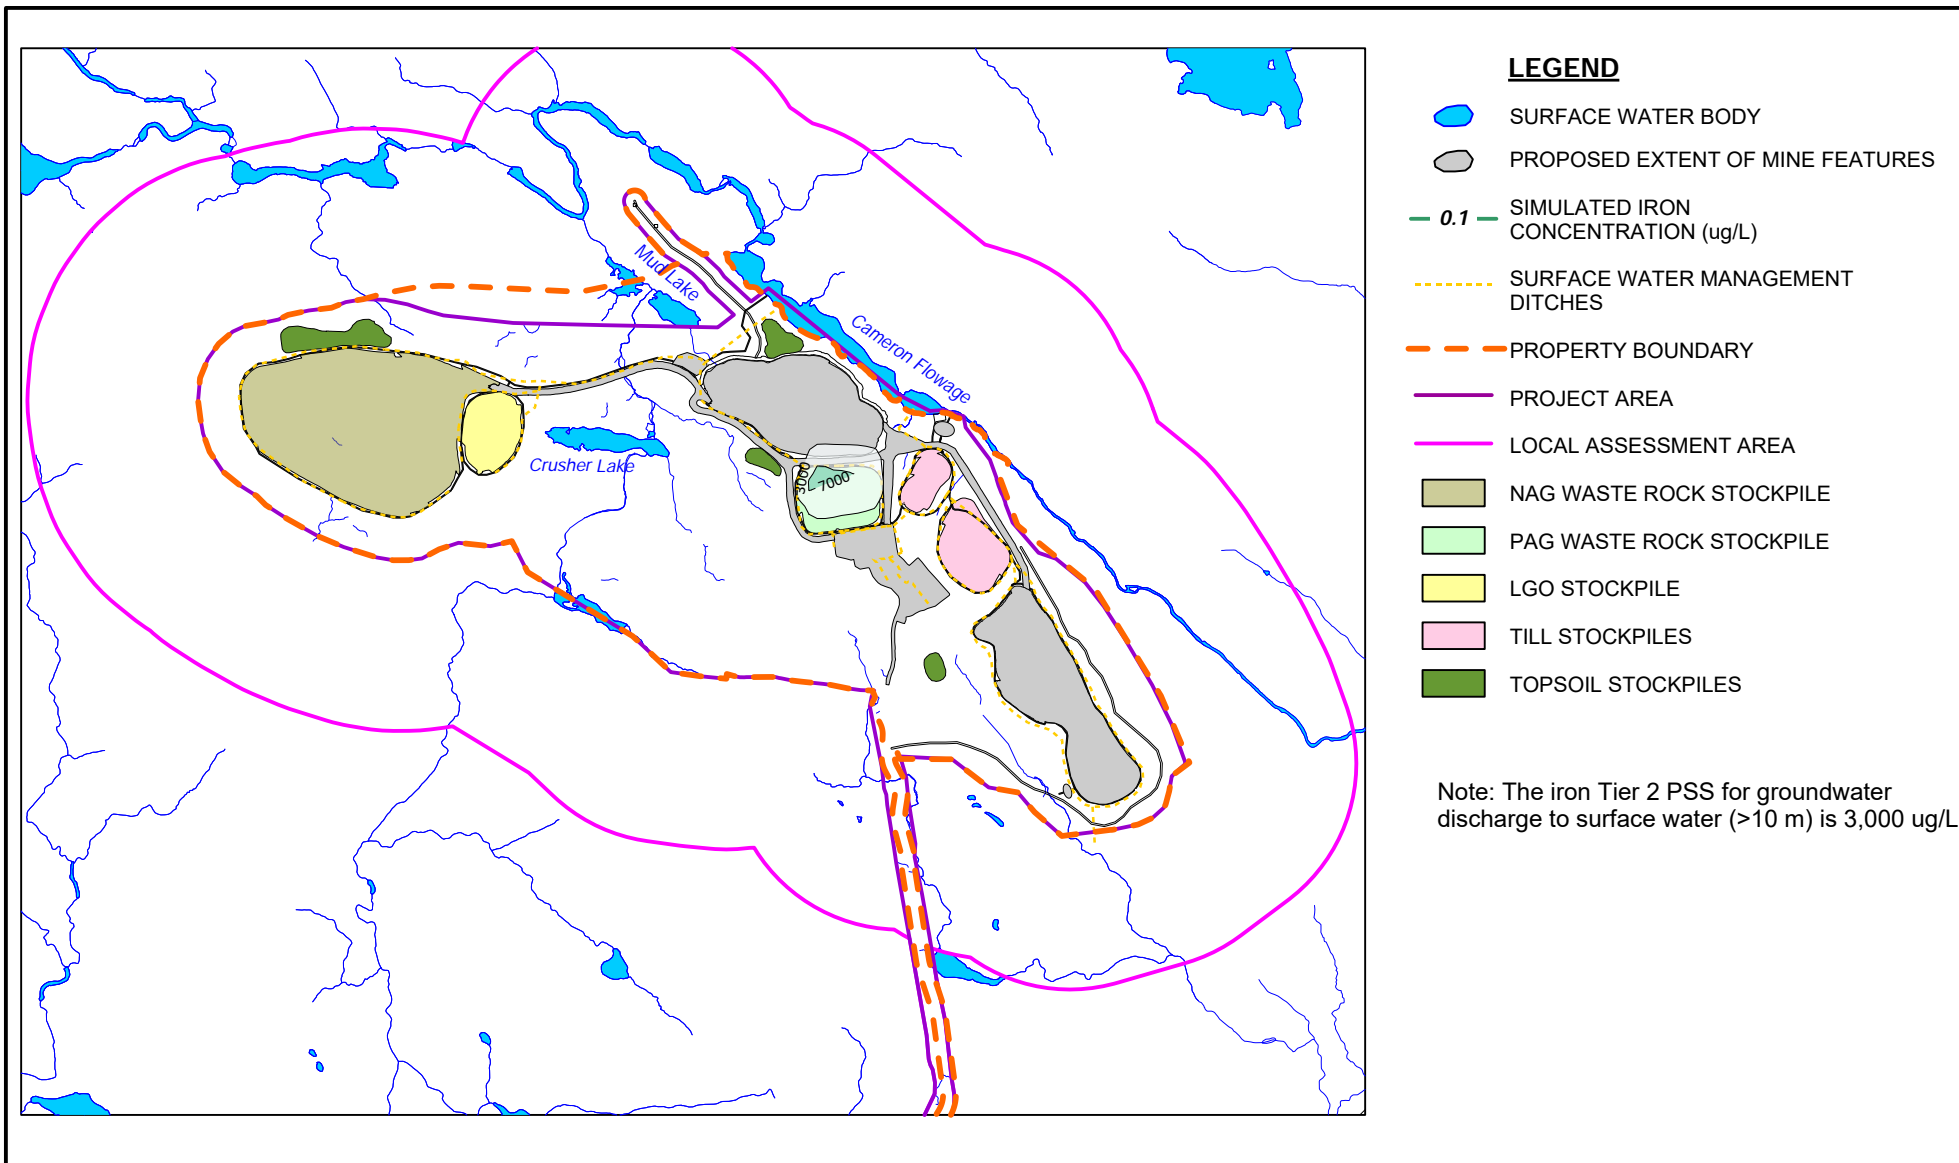 LEGEND
SURFACE WATER BODY
PROPOSED EXTENT OF MINE FEATURES
0.1
SIMULATED IRON
CONCENTRATION (ug/L)
SURFACE WATER MANAGEMENT
DITCHES
PROPERTY BOUNDARY
PROJECT AREA
LOCAL ASSESSMENT AREA
NAG WASTE ROCK STOCKPILE
PAG WASTE ROCK STOCKPILE
LGO STOCKPILE
TILL STOCKPILES
TOPSOIL STOCKPILES
Note: The iron Tier 2 PSS for groundwater
discharge to surface water (>10 m) is 3,000 ug/L
Mud Lake
Cameron Flowage
Crusher Lake
3000
7000